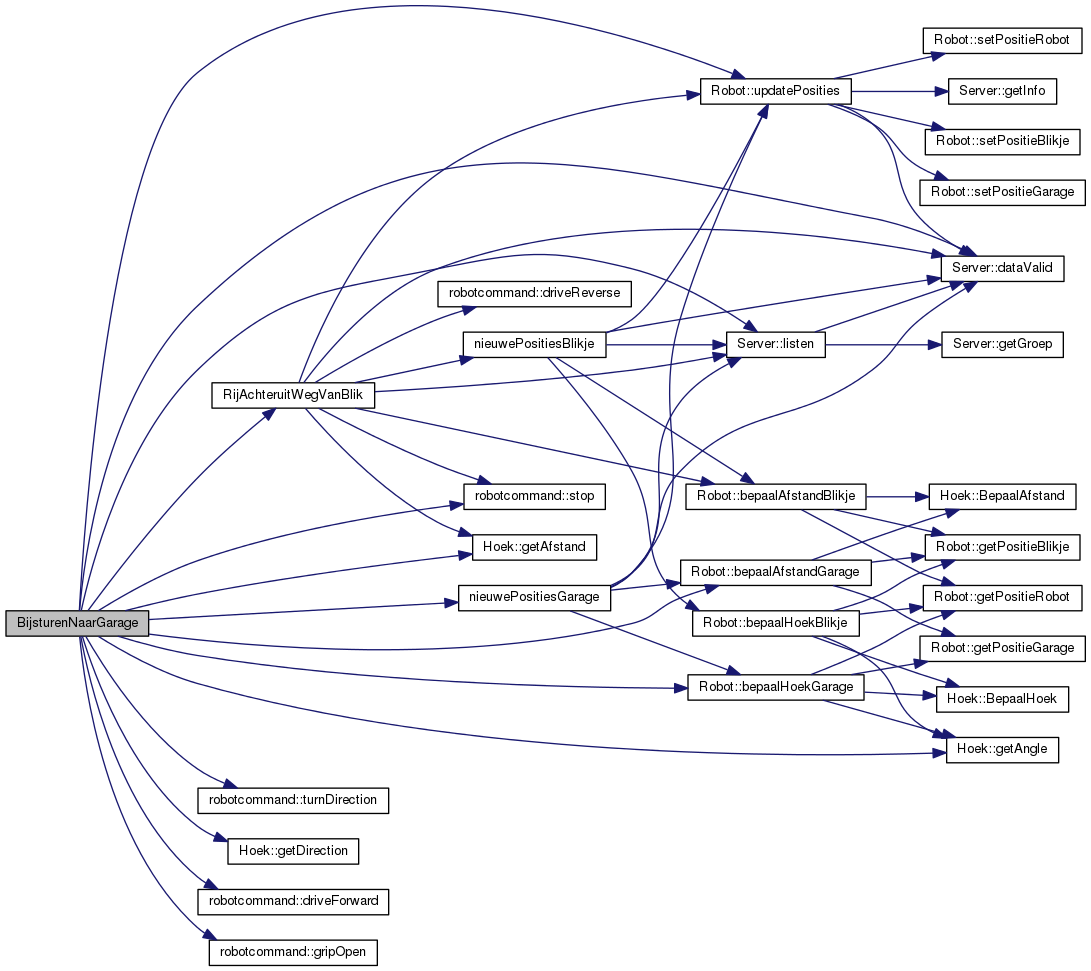 Robot::setPositieRobot
Robot::updatePosities
Server::getInfo
Robot::setPositieBlikje
Robot::setPositieGarage
Server::dataValid
robotcommand::driveReverse
nieuwePositiesBlikje
Server::listen
Server::getGroep
RijAchteruitWegVanBlik
robotcommand::stop
Robot::bepaalAfstandBlikje
Hoek::BepaalAfstand
Hoek::getAfstand
Robot::getPositieBlikje
Robot::bepaalAfstandGarage
nieuwePositiesGarage
Robot::getPositieRobot
BijsturenNaarGarage
Robot::bepaalHoekBlikje
Robot::getPositieGarage
Robot::bepaalHoekGarage
Hoek::BepaalHoek
Hoek::getAngle
robotcommand::turnDirection
Hoek::getDirection
robotcommand::driveForward
robotcommand::gripOpen